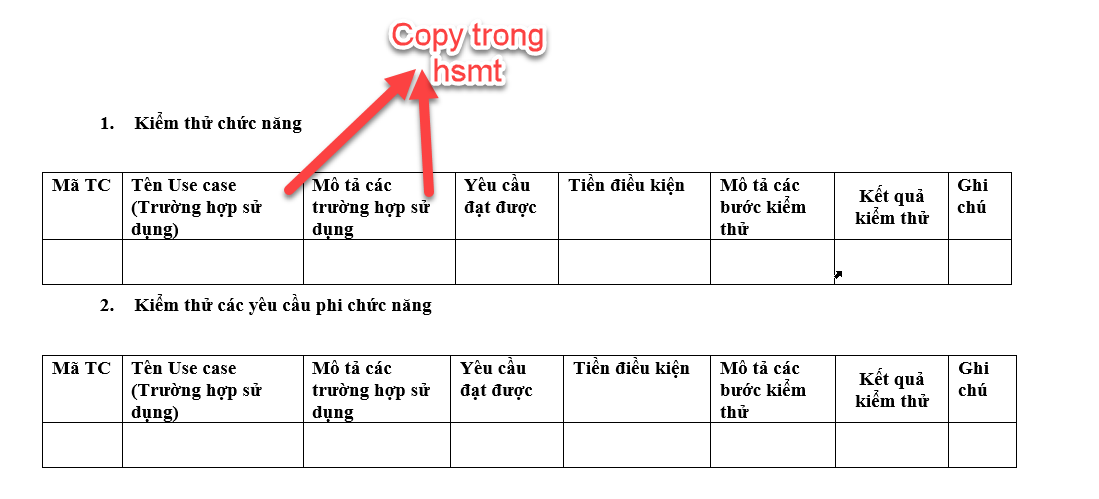 Copy trong
hsmt
1. Kiểm thử chức năng
Mã TC
Tên Use case
(Trường hợp sử
dụng)
Mô tả các
trường hợp sử
dụng
Yêu cầu
đạt được
Tiền điều kiện
Mô tả các
bước kiểm
thử
Kết quả
kiểm thử
Ghi
chú
2. Kiểm thử các yêu cầu phi chức năng
Mã TC
Tên Use case
(Trường hợp sử
dụng)
Mô tả các
trường hợp sử
dụng
Yêu cầu
đạt được
Tiền điều kiện
Mô tả các
bước kiểm
thử
Kết quả
kiểm thử
Ghi
chú